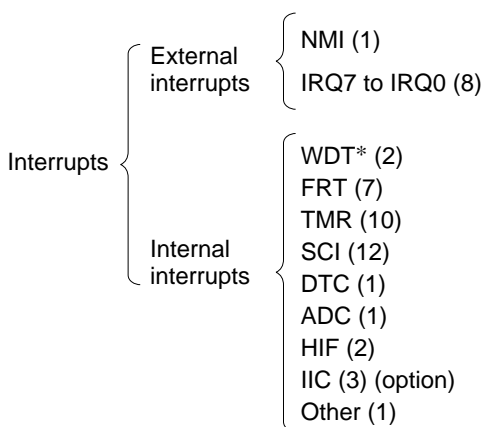 Interrupts
External
interrupts
NMI (1)
IRQ7 to IRQ0 (8)
Internal
interrupts
WDT* (2)
FRT (7)
TMR (10)
SCI (12)
DTC (1)
ADC (1)
HIF (2)
IIC (3) (option)
Other (1)